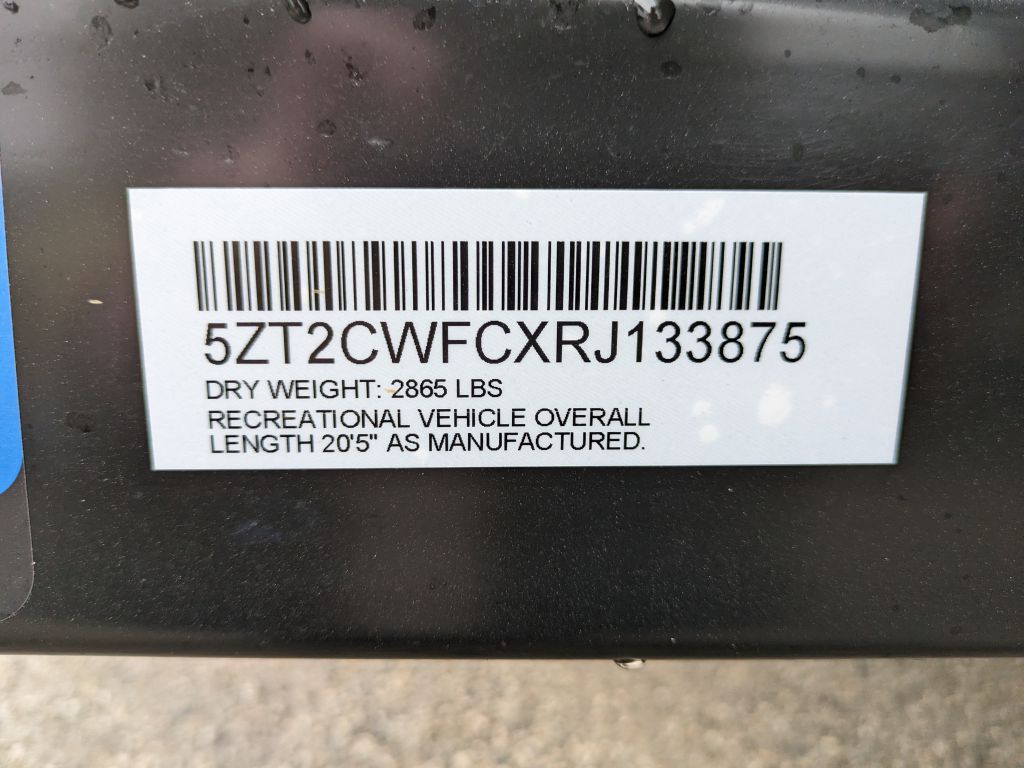 5ZT2CWFCXRJ133875
DRY WEIGHT: 2865 LBS
RECREATIONAL VEHICLE OVERALL
LENGTH 20'5" AS MANUFACTURED.